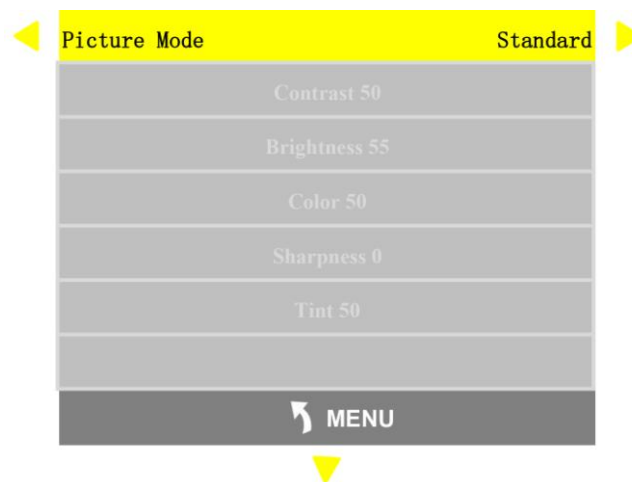 Picture Mode Standard
Contrast 50
Brightness 55
Color 50
Sharpness 0
Tint 50
MENU